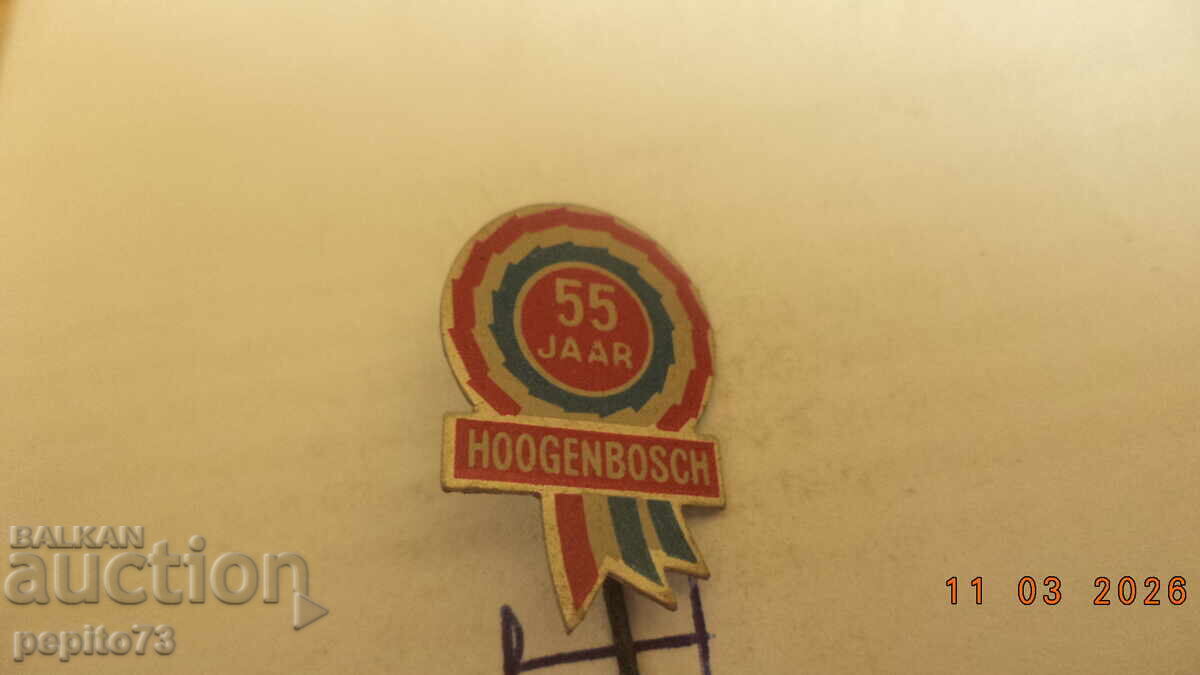 55
JAAR
HOOGENBOSCH
BALKAN
auction
pepito73
11 03 2026